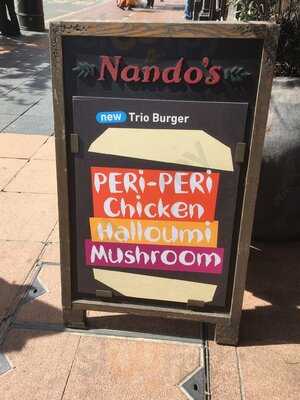 Nando's
new Trio Burger
PERi-PERi
Chicken
Halloumi
Mushroom